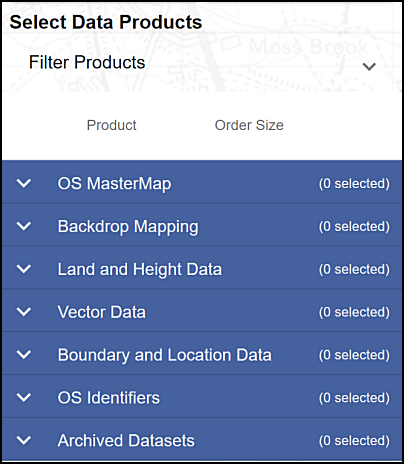 Select Data Products
Moss Brook
Filter Products
Product Order Size
OS MasterMap (0 selected)
Backdrop Mapping (0 selected)
Land and Height Data (0 selected)
Vector Data (0 selected)
Boundary and Location Data (0 selected)
OS Identifiers (0 selected)
Archived Datasets (0 selected)